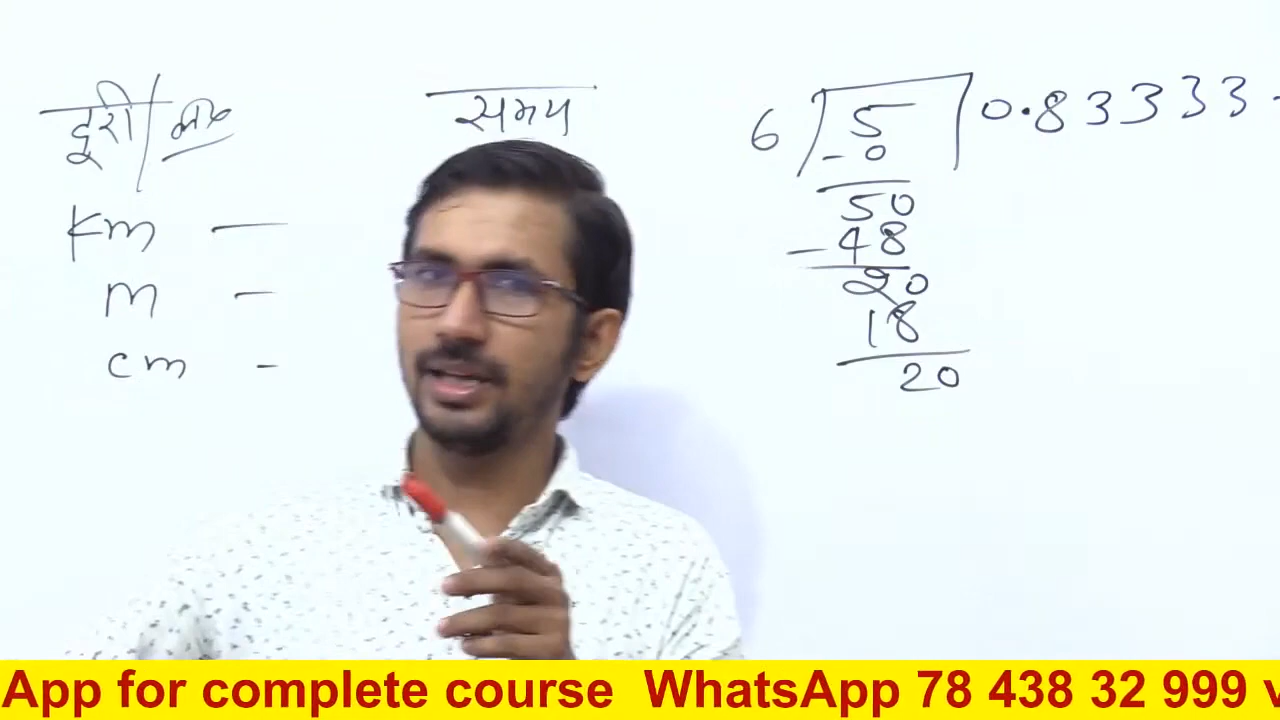 दूरी / माप
km —
m —
cm -
समय
6 5 0.83333
- 0
50
- 48
20
18
20
App for complete course WhatsApp 78 438 32 999 v